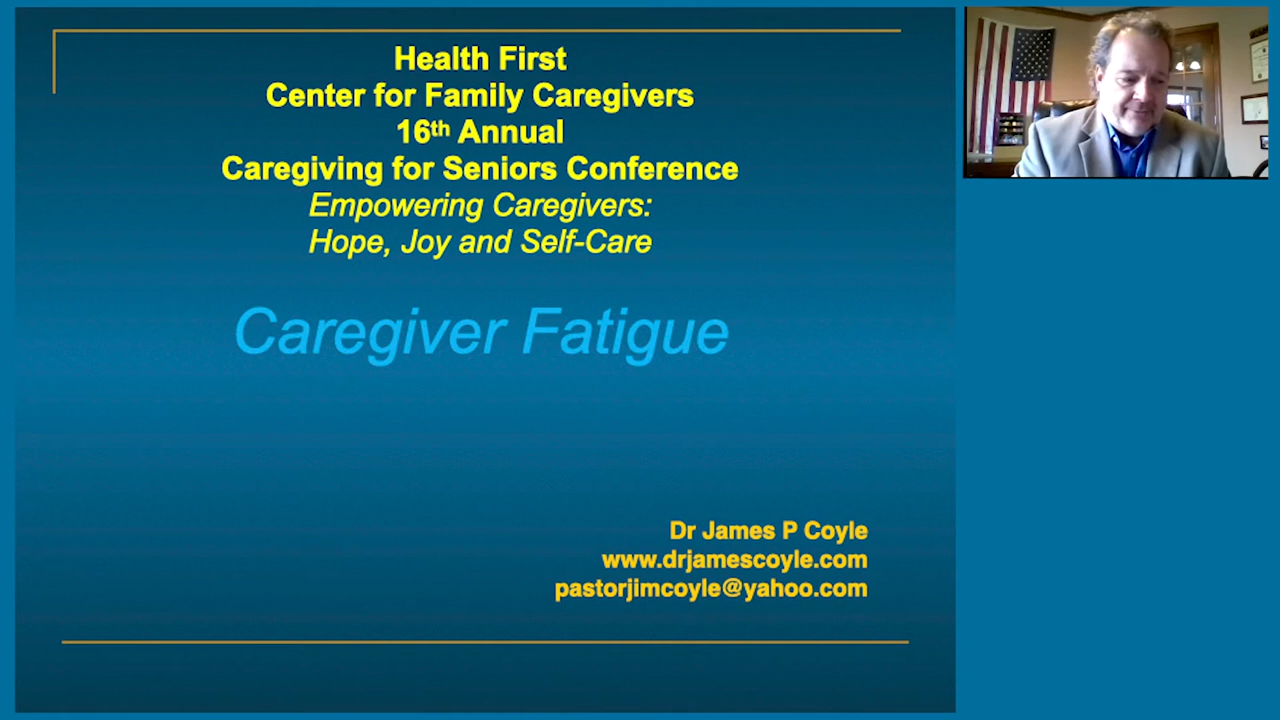 Health First
Center for Family Caregivers
16th Annual
Caregiving for Seniors Conference
Empowering Caregivers:
Hope, Joy and Self-Care
Caregiver Fatigue
Dr James P Coyle
www.drjamescoyle.com
pastorjimcoyle@yahoo.com